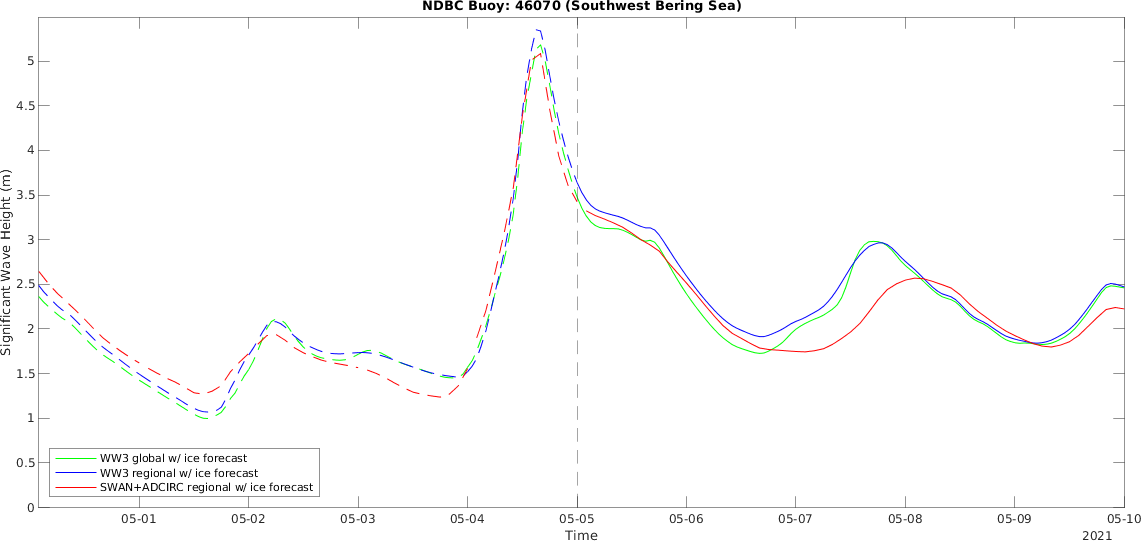 NDBC Buoy: 46070 (Southwest Bering Sea)
Significant Wave Height (m)
5
4.5
4
3.5
3
2.5
2
1.5
1
0.5
0
WW3 global w/ ice forecast
WW3 regional w/ ice forecast
SWAN+ADCIRC regional w/ ice forecast
05-01 05-02 05-03 05-04 05-05 05-06 05-07 05-08 05-09 05-10
Time
2021